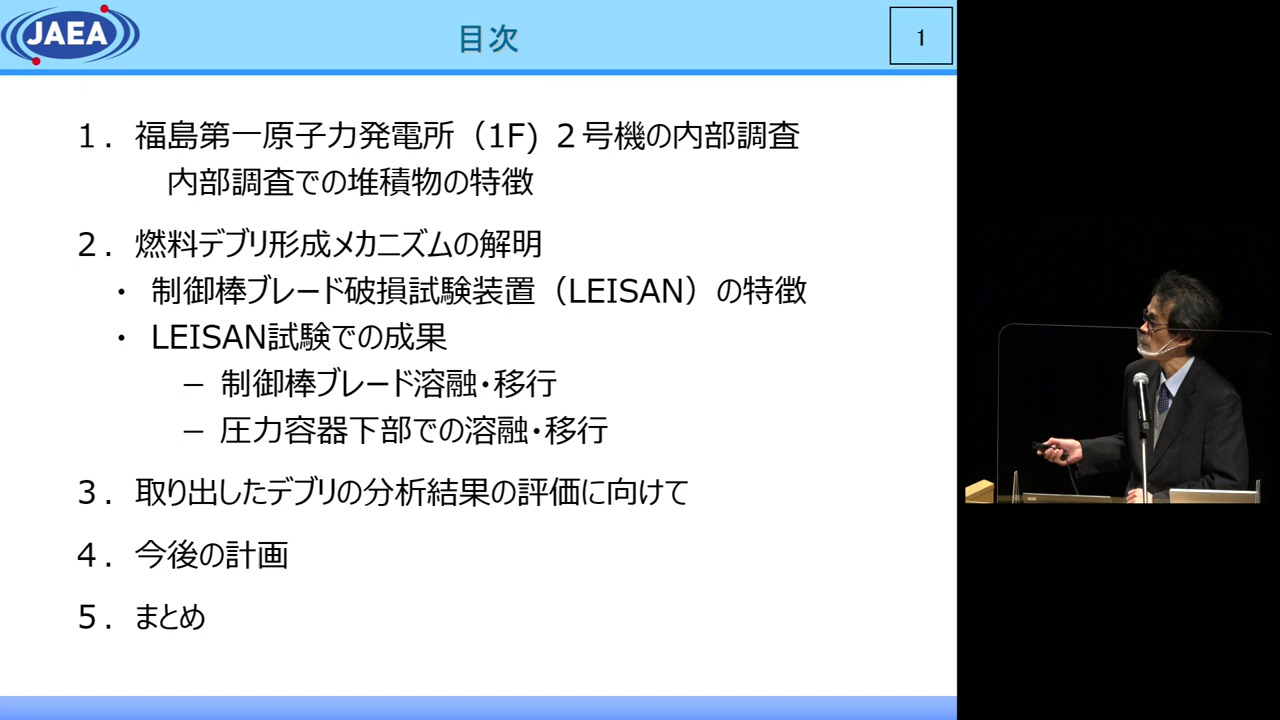 JAEA
目次
1
１．福島第一原子力発電所（1F) ２号機の内部調査
内部調査での堆積物の特徴
２．燃料デブリ形成メカニズムの解明
・ 制御棒ブレード破損試験装置（LEISAN）の特徴
・ LEISAN試験での成果
－ 制御棒ブレード溶融・移行
－ 圧力容器下部での溶融・移行
３．取り出したデブリの分析結果の評価に向けて
４．今後の計画
５．まとめ